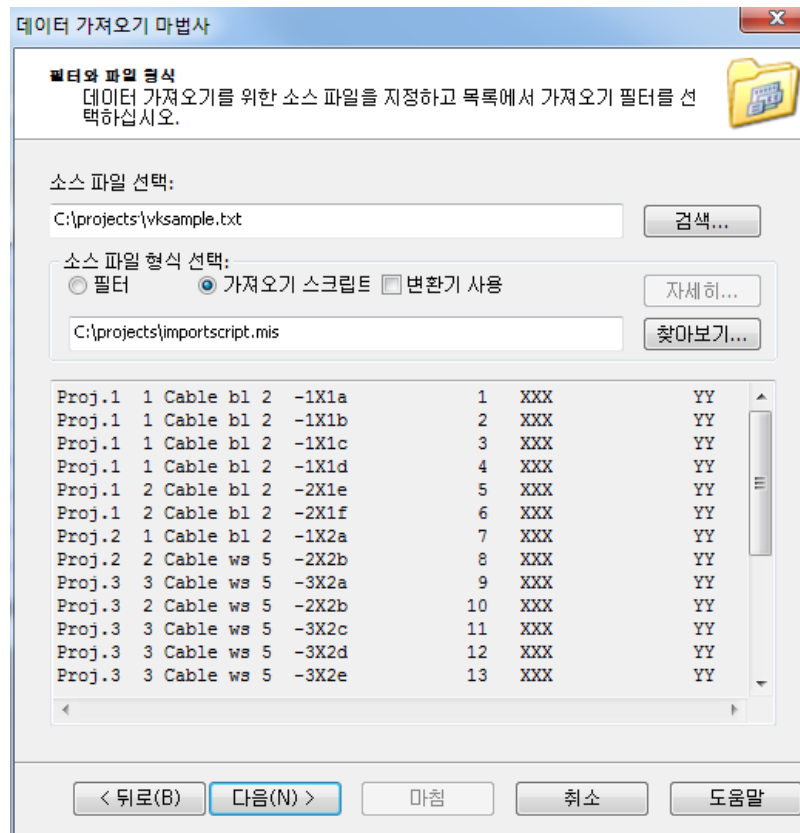 데이터 가져오기 마법사
필터와 파일 형식
데이터 가져오기를 위한 소스 파일을 지정하고 목록에서 가져오기 필터를 선
택하십시오.
소스 파일 선택:
C:\projects\vksample.txt
검색...
소스 파일 형식 선택:
필터 가져오기 스크립트 변환기 사용
자세히...
C:\projects\importscript.mis
찾아보기...
Proj.1 1 Cable bl 2 -1X1a 1 XXX YY
Proj.1 1 Cable bl 2 -1X1b 2 XXX YY
Proj.1 1 Cable bl 2 -1X1c 3 XXX YY
Proj.1 1 Cable bl 2 -1X1d 4 XXX YY
Proj.1 2 Cable bl 2 -2X1e 5 XXX YY
Proj.1 2 Cable bl 2 -2X1f 6 XXX YY
Proj.2 1 Cable bl 2 -1X2a 7 XXX YY
Proj.2 2 Cable ws 5 -2X2b 8 XXX YY
Proj.3 3 Cable ws 5 -3X2a 9 XXX YY
Proj.3 2 Cable ws 5 -2X2b 10 XXX YY
Proj.3 3 Cable ws 5 -3X2c 11 XXX YY
Proj.3 3 Cable ws 5 -3X2d 12 XXX YY
Proj.3 3 Cable ws 5 -3X2e 13 XXX YY
< 뒤로(B) 다음(N) > 마침 취소 도움말